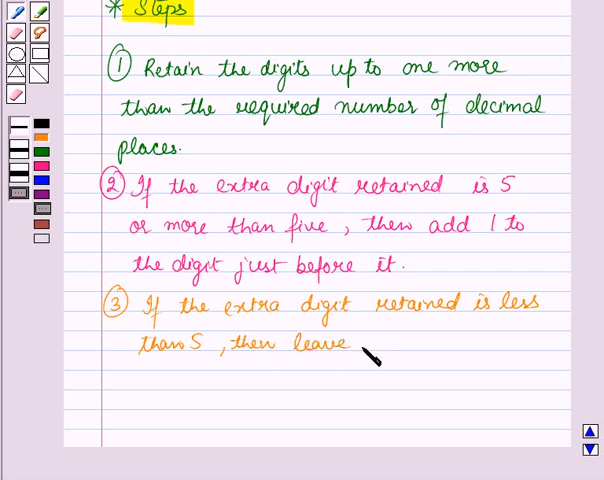 * Steps
① Retain the digits up to one more
than the required number of decimal
places.
② If the extra digit retained is 5
or more than five, then add 1 to
the digit just before it.
③ If the extra digit retained is less
than 5, then leave